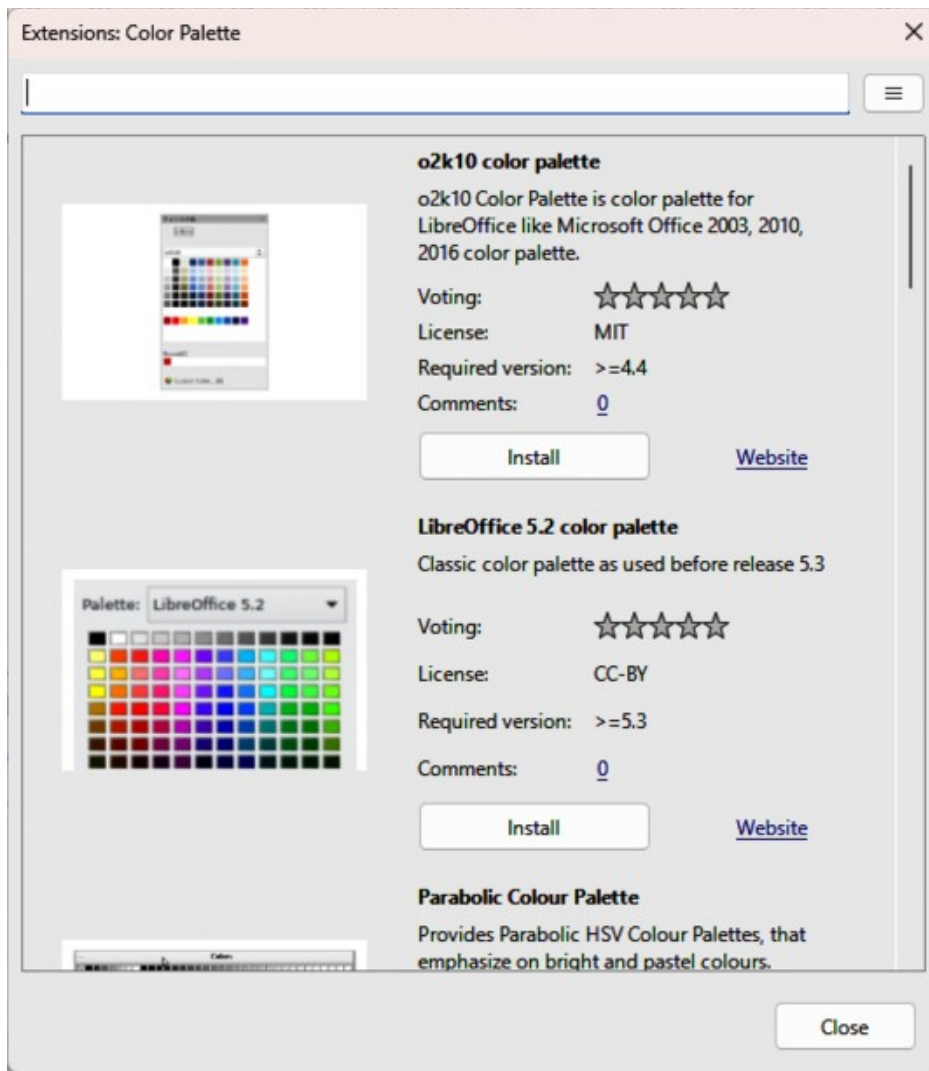 Extensions: Color Palette
o2k10 color palette
o2k10 Color Palette is color palette for
LibreOffice like Microsoft Office 2003, 2010,
2016 color palette.
Voting:
License: MIT
Required version: >=4.4
Comments: 0
Install Website
LibreOffice 5.2 color palette
Classic color palette as used before release 5.3
Palette: LibreOffice 5.2
Voting:
License: CC-BY
Required version: >=5.3
Comments: 0
Install Website
Parabolic Colour Palette
Provides Parabolic HSV Colour Palettes, that
emphasize on bright and pastel colours.
Close